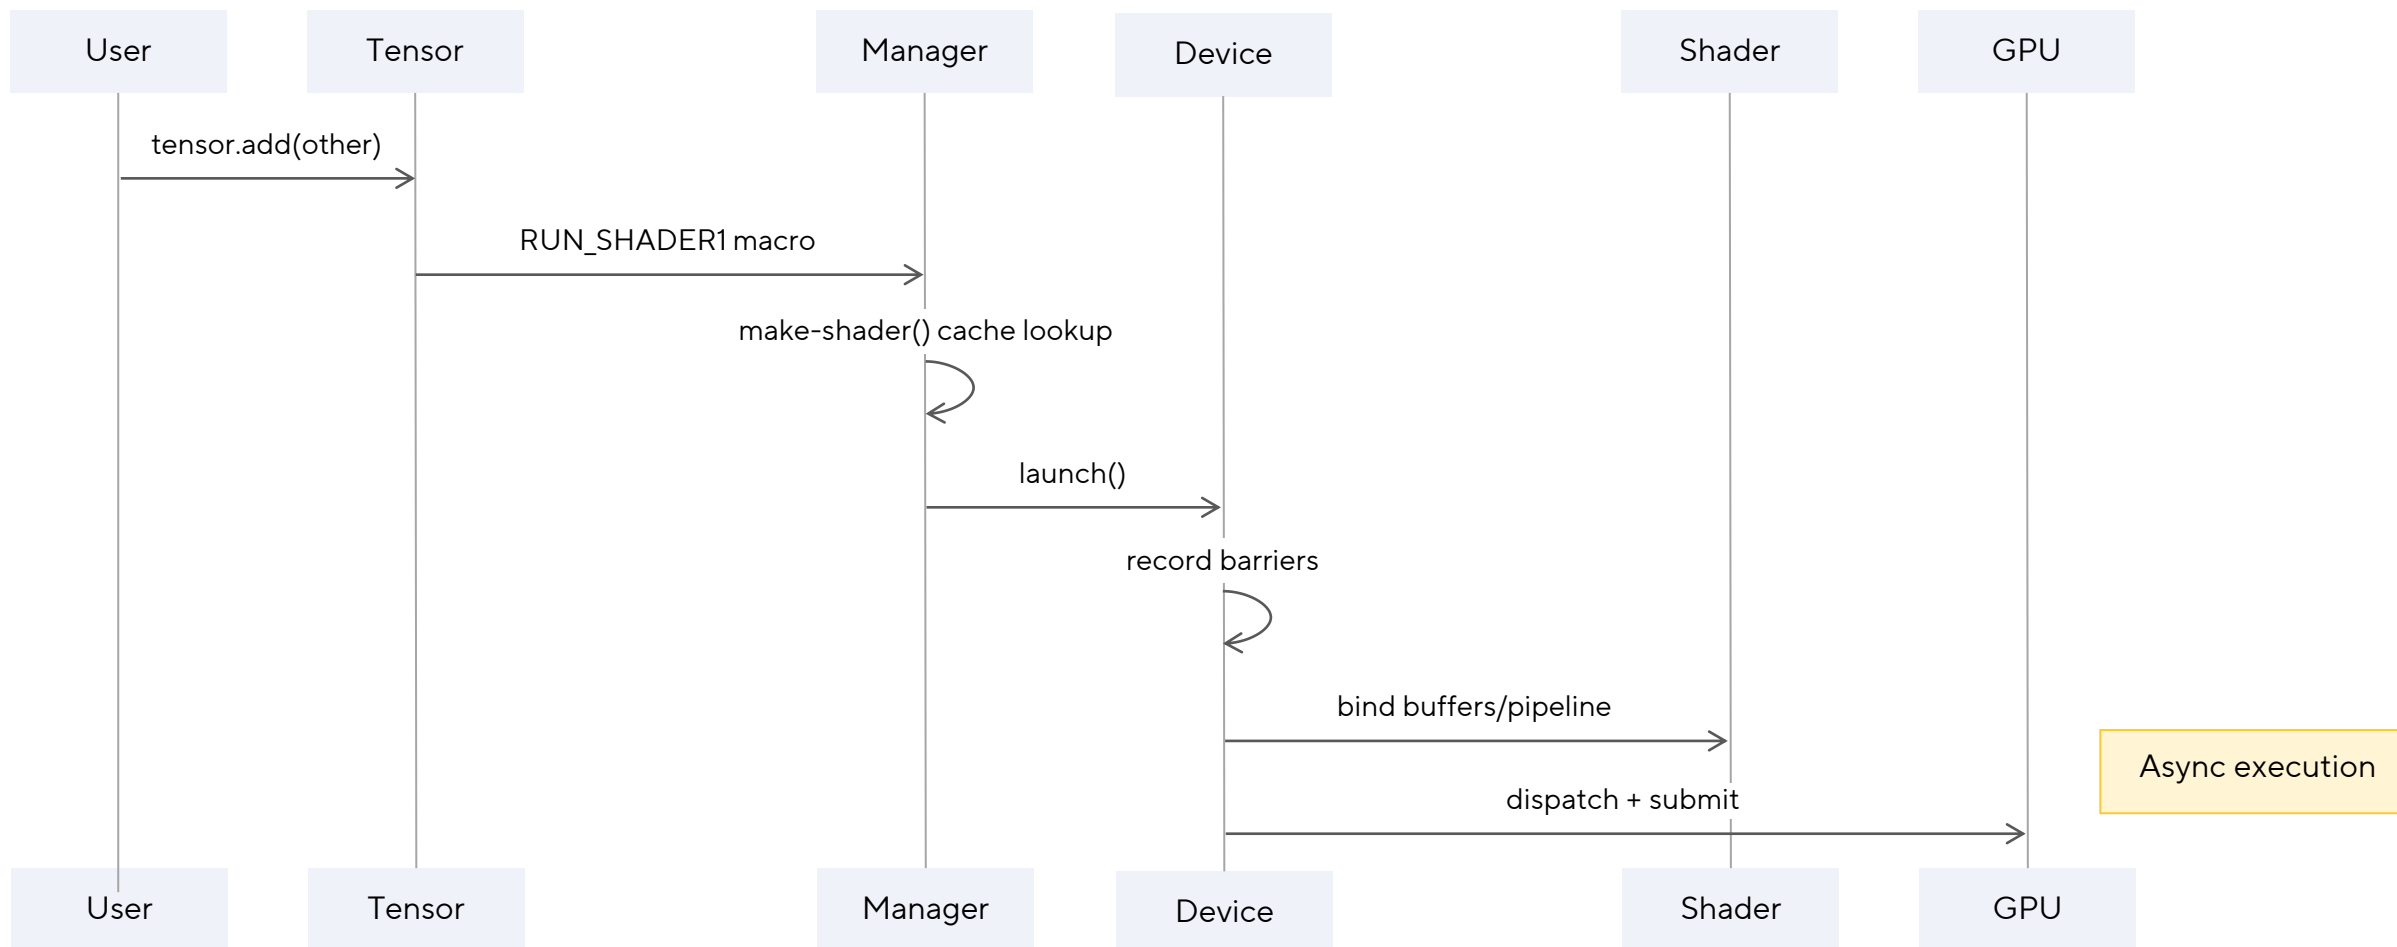 User
Tensor
Manager
Device
Shader
GPU
tensor.add(other)
RUN_SHADER1 macro
make-shader() cache lookup
launch()
record barriers
bind buffers/pipeline
Async execution
dispatch + submit
User
Tensor
Manager
Device
Shader
GPU